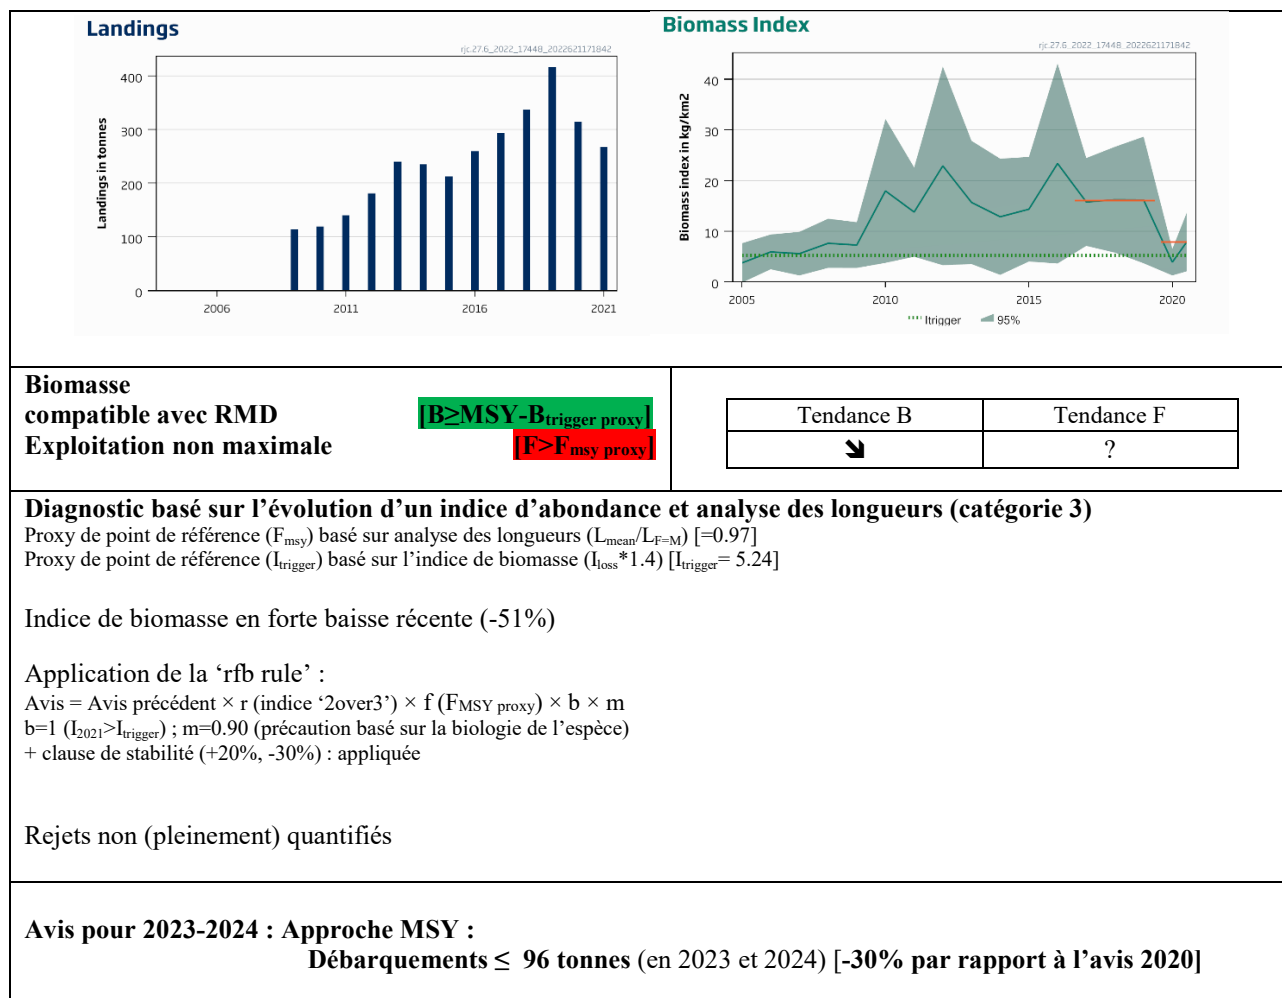 Landings
rjc.27.6_2022_17448_2022621171842
Landings in tonnes
400
300
200
100
0
2006
2011
2016
2021
Biomass Index
rjc.27.6_2022_17448_2022621171842
Biomass index in kg/km2
40
30
20
10
0
2005
2010
2015
2020
Itrigger
95%
Biomasse
compatible avec RMD [B≥MSY-Btrigger proxy]
Exploitation non maximale [F>Fmsy proxy]
Tendance B Tendance F
🡮 ?
Diagnostic basé sur l’évolution d’un indice d’abondance et analyse des longueurs (catégorie 3)
Proxy de point de référence (Fmsy) basé sur analyse des longueurs (Lmean/LF=M) [=0.97]
Proxy de point de référence (Itrigger) basé sur l’indice de biomasse (Iloss*1.4) [Itrigger= 5.24]
Indice de biomasse en forte baisse récente (-51%)
Application de la ‘rfb rule’ :
Avis = Avis précédent × r (indice ‘2over3’) × f (FMSY proxy) × b × m
b=1 (I2021>Itrigger) ; m=0.90 (précaution basé sur la biologie de l’espèce)
+ clause de stabilité (+20%, -30%) : appliquée
Rejets non (pleinement) quantifiés
Avis pour 2023-2024 : Approche MSY :
Débarquements ≤ 96 tonnes (en 2023 et 2024) [-30% par rapport à l’avis 2020]